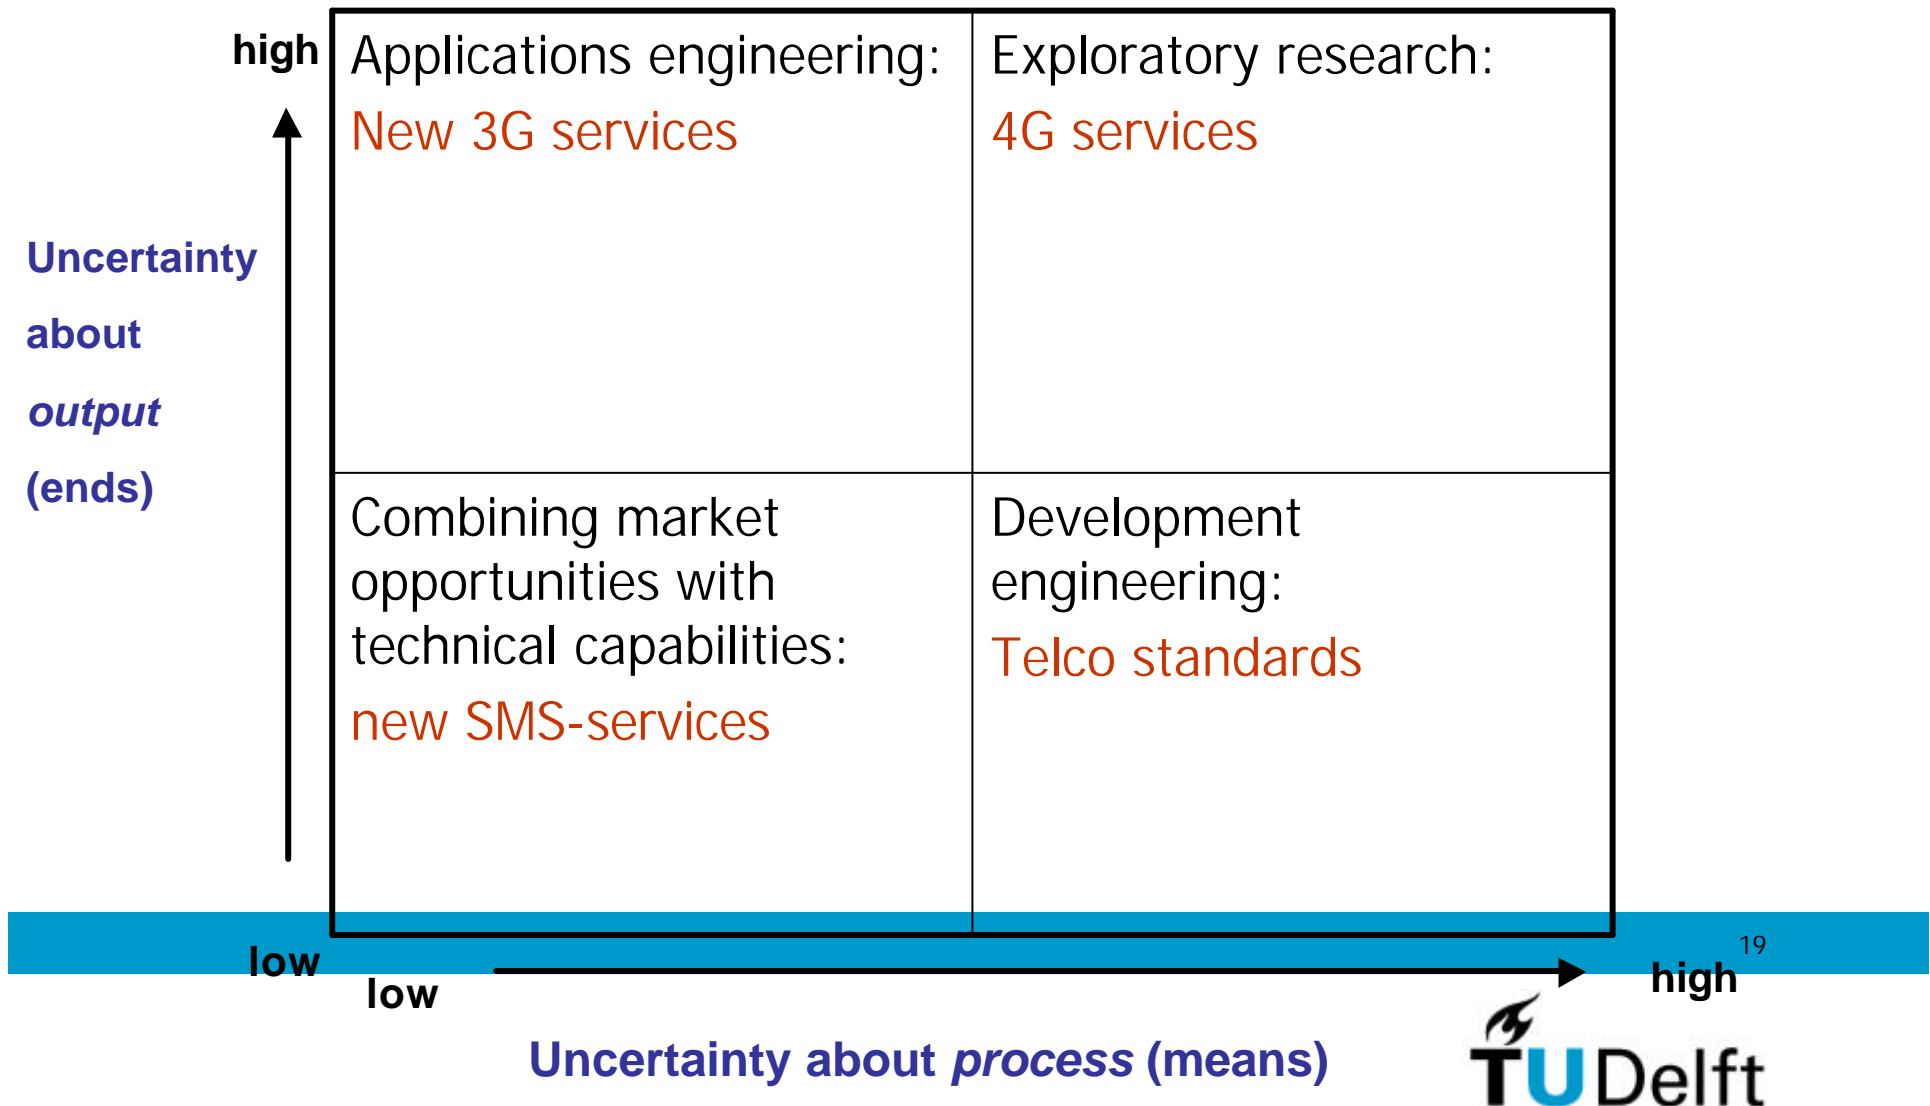 high
Applications engineering:
New 3G services
Exploratory research:
4G services
Uncertainty
about
output
(ends)
Combining market
opportunities with
technical capabilities:
new SMS-services
Development
engineering:
Telco standards
low
low
high
19
Uncertainty about process (means)
TU Delft